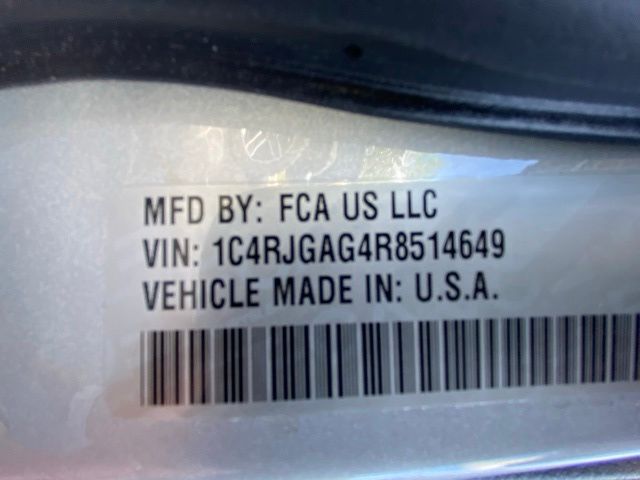 MFD BY: FCA US LLC
VIN: 1C4RJGAG4R8514649
VEHICLE MADE IN: U.S.A.